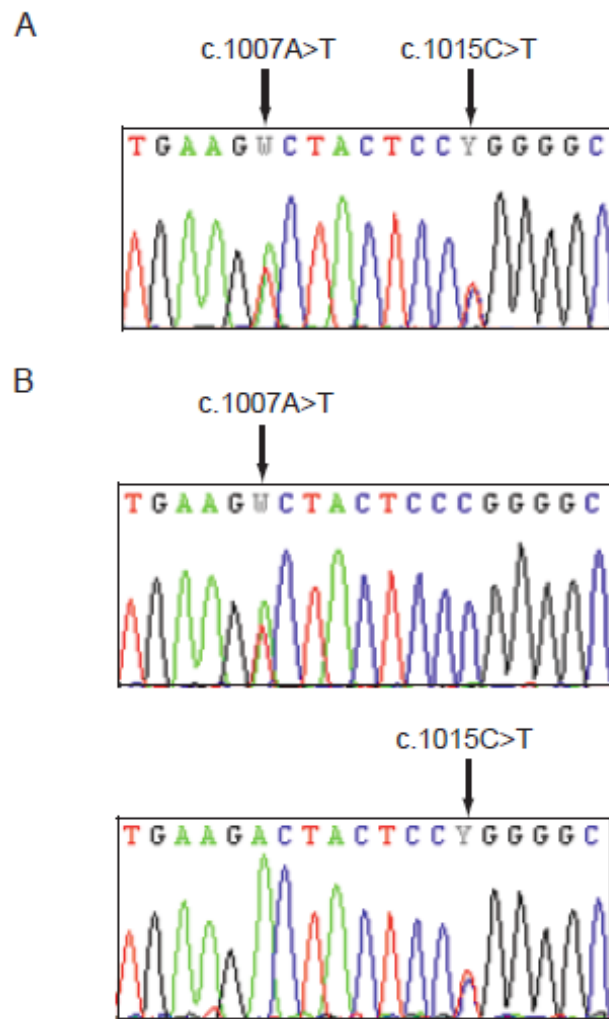 A
c.1007A>T c.1015C>T
TGAAGWCTACTCCYGGGGC
B
c.1007A>T
TGAAGWCTACTCCCGGGGC
c.1015C>T
TGAAGACTACTCCYGGGGC